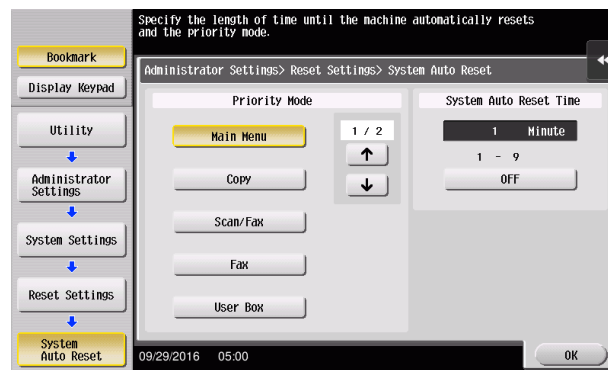 Specify the length of time until the machine automatically resets
and the priority mode.
Bookmark
Display Keypad
Utility
Administrator
Settings
System Settings
Reset Settings
System
Auto Reset
Administrator Settings> Reset Settings> System Auto Reset
Priority Mode
Main Menu
Copy
Scan/Fax
Fax
User Box
1 / 2
↑
↓
System Auto Reset Time
1 Minute
1 - 9
OFF
09/29/2016 05:00
OK